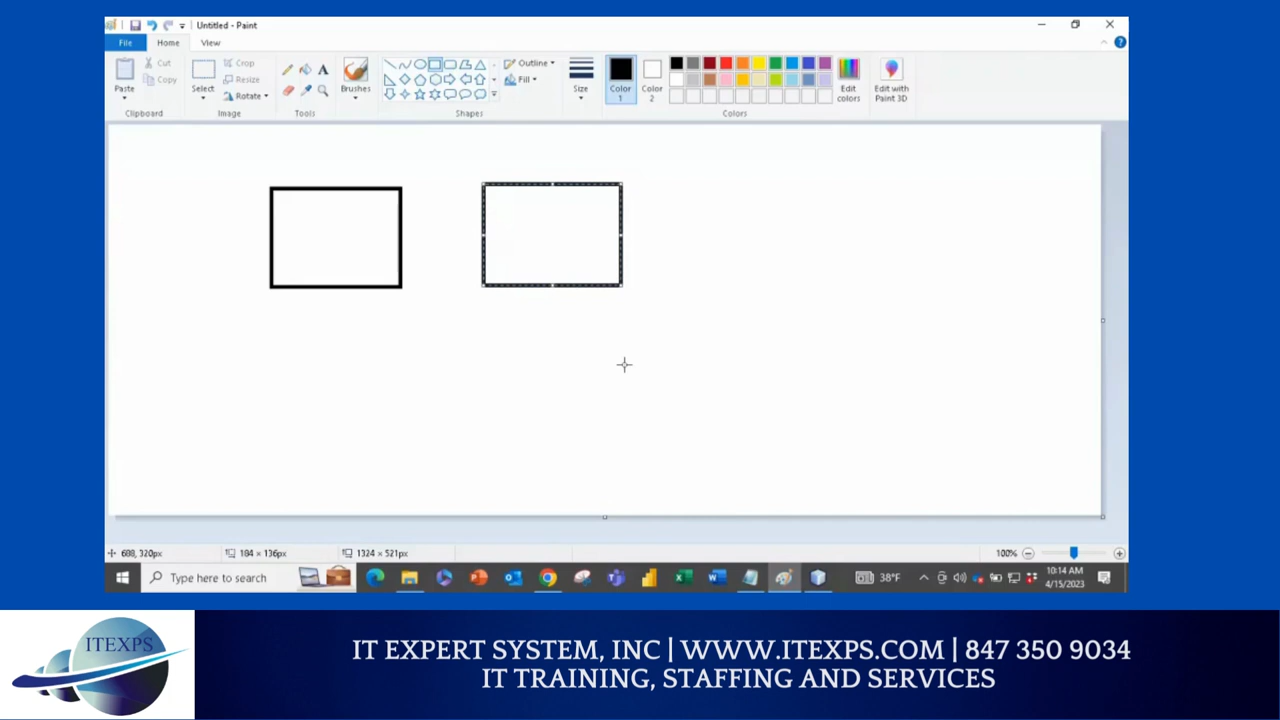 Untitled - Paint
File Home View
Cut
Copy
Paste
Clipboard
Crop
Resize
Rotate
Select
Image
A
Tools
Brushes
Outline
Fill
Shapes
Size
Color 1
Color 2
Edit colors
Colors
Edit with Paint 3D
688, 320px 184 × 136px 1324 × 521px 100%
Type here to search 38°F 10:14 AM
4/15/2023
ITEXPS
IT EXPERT SYSTEM, INC | WWW.ITEXPS.COM | 847 350 9034
IT TRAINING, STAFFING AND SERVICES